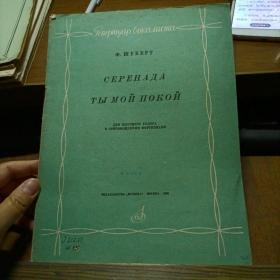 Репертуар вокалиста
Ф. ШУБЕРТ
СЕРЕНАДА
ТЫ МОЙ ПОКОЙ
ДЛЯ ВЫСОКОГО ГОЛОСА
В СОПРОВОЖДЕНИИ ФОРТЕПИАНО
ИЗДАТЕЛЬСТВО „МУЗЫКА“ МОСКВА